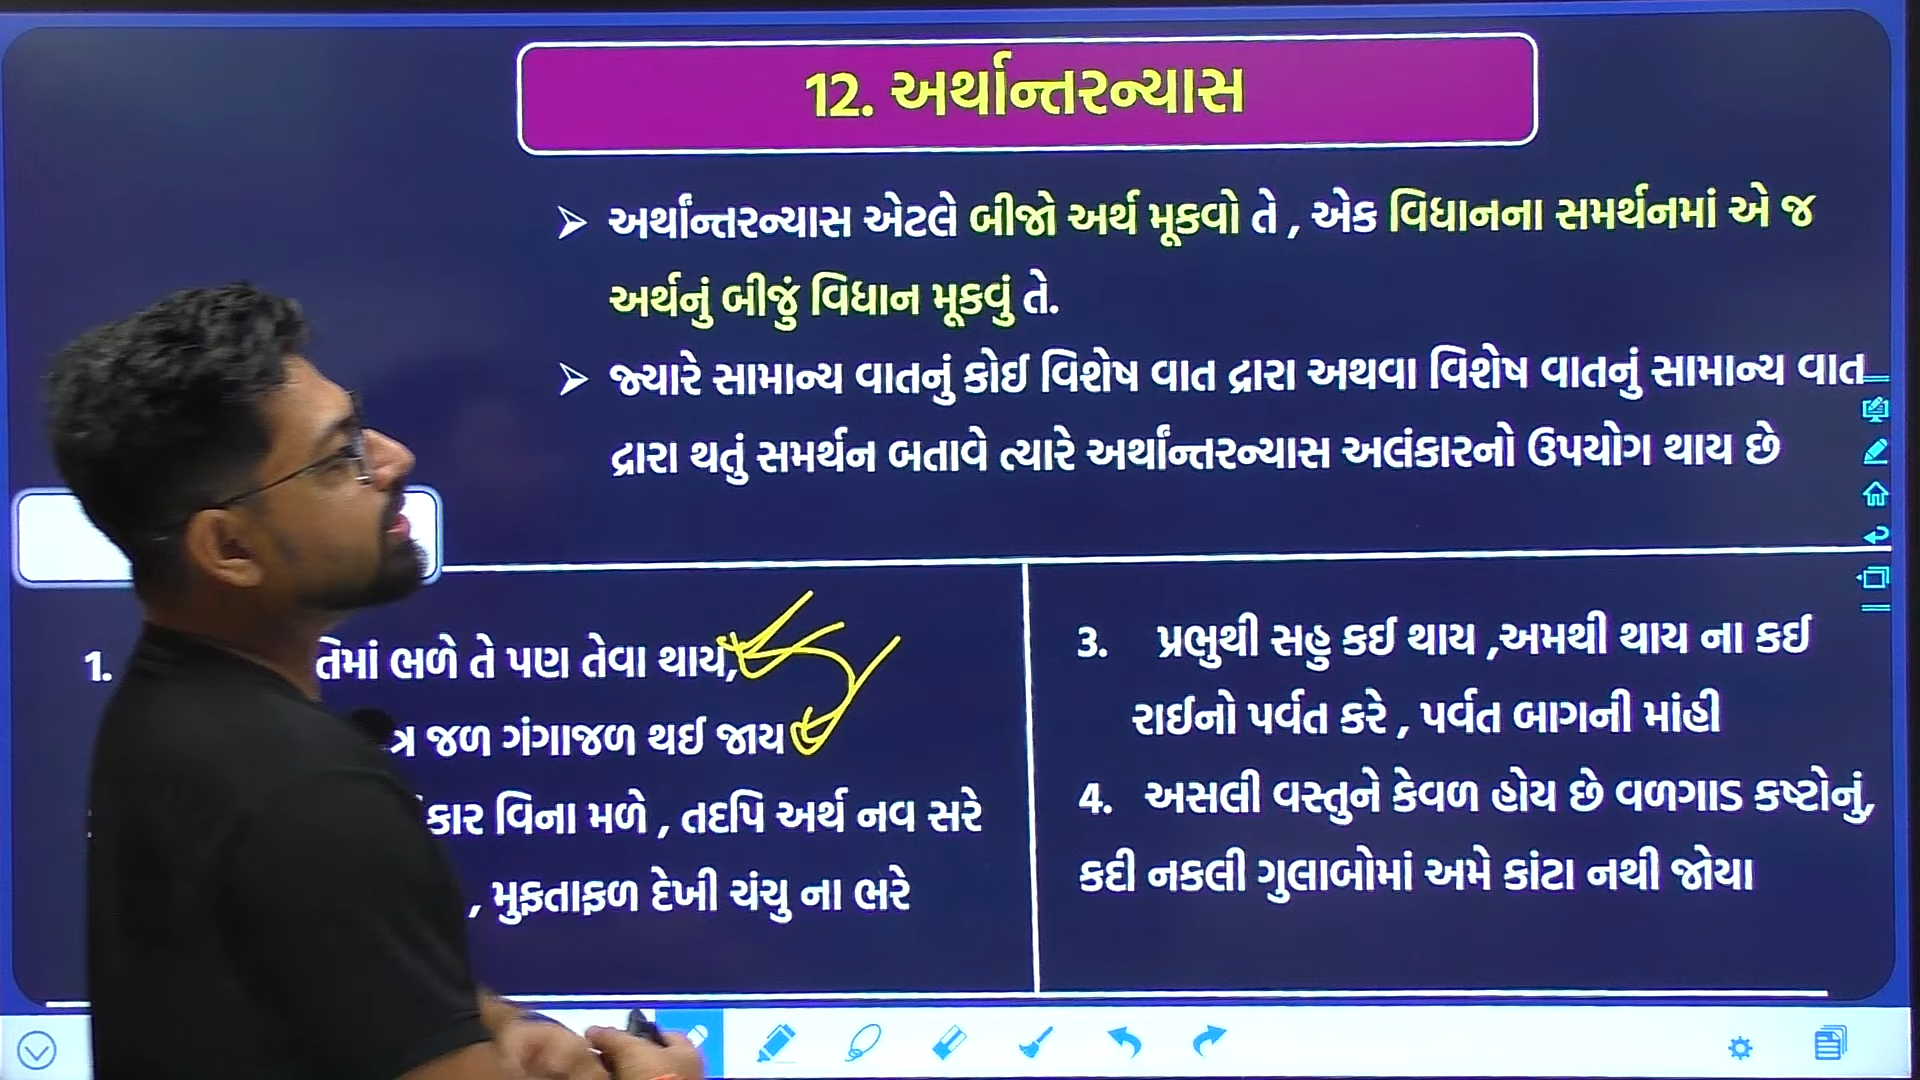 12. અર્થાન્તરન્યાસ
➢ અર્થાંન્તરન્યાસ એટલે બીજો અર્થ મૂકવો તે , એક વિધાનના સમર્થનમાં એ જ
અર્થનું બીજું વિધાન મૂકવું તે.
➢ જ્યારે સામાન્ય વાતનું કોઈ વિશેષ વાત દ્રારા અથવા વિશેષ વાતનું સામાન્ય વાત
દ્રારા થતું સમર્થન બતાવે ત્યારે અર્થાંન્તરન્યાસ અલંકારનો ઉપયોગ થાય છે
1. તેમાં ભળે તે પણ તેવા થાય,
જળ ગંગાજળ થઈ જાય
વિના મળે , તદપિ અર્થ નવ સરે
, મુફતાફળ દેખી ચંચુ ના ભરે
3. પ્રભુથી સહુ કઈ થાય ,અમથી થાય ના કઈ
રાઈનો પર્વત કરે , પર્વત બાગની માંહી
4. અસલી વસ્તુને કેવળ હોય છે વળગાડ કષ્ટોનું,
કદી નકલી ગુલાબોમાં અમે કાંટા નથી જોયા